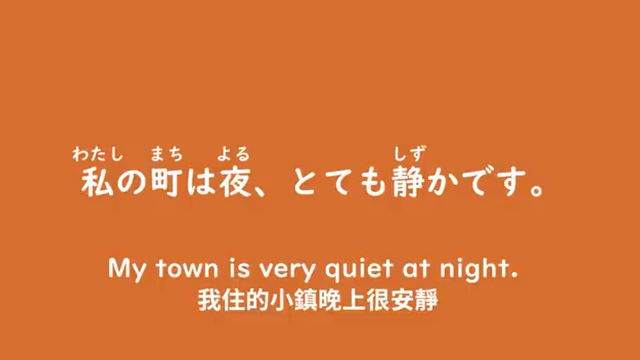 わたし まち よる しず
私の町は夜、とても静かです。
My town is very quiet at night.
我住的小鎮晚上很安靜